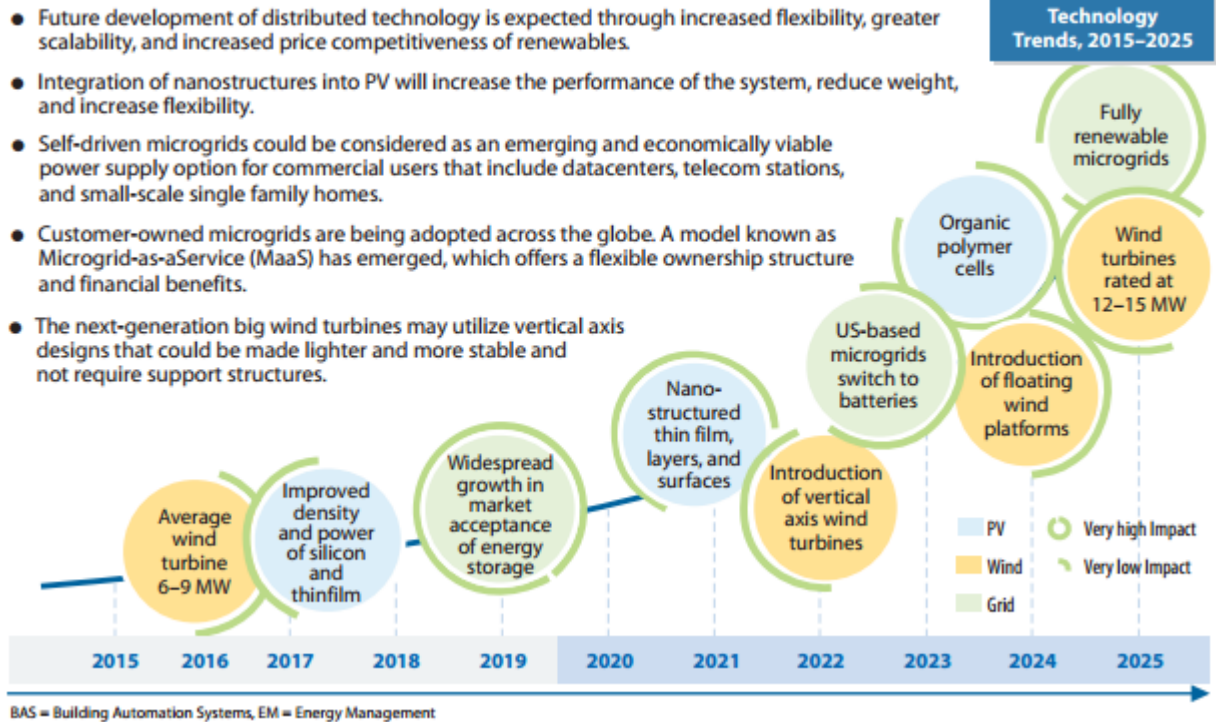 ● Future development of distributed technology is expected through increased flexibility, greater
scalability, and increased price competitiveness of renewables.
● Integration of nanostructures into PV will increase the performance of the system, reduce weight,
and increase flexibility.
● Self-driven microgrids could be considered as an emerging and economically viable
power supply option for commercial users that include datacenters, telecom stations,
and small-scale single family homes.
● Customer-owned microgrids are being adopted across the globe. A model known as
Microgrid-as-aService (MaaS) has emerged, which offers a flexible ownership structure
and financial benefits.
● The next-generation big wind turbines may utilize vertical axis
designs that could be made lighter and more stable and
not require support structures.
Technology
Trends, 2015–2025
Average
wind
turbine
6–9 MW
Improved
density
and power
of silicon
and
thinfilm
Widespread
growth in
market
acceptance
of energy
storage
Nano-
structured
thin film,
layers, and
surfaces
Introduction
of vertical
axis wind
turbines
US-based
microgrids
switch to
batteries
Organic
polymer
cells
Introduction
of floating
wind
platforms
Fully
renewable
microgrids
Wind
turbines
rated at
12–15 MW
PV
Wind
Grid
Very high Impact
Very low Impact
2015 2016 2017 2018 2019 2020 2021 2022 2023 2024 2025
BAS = Building Automation Systems, EM = Energy Management